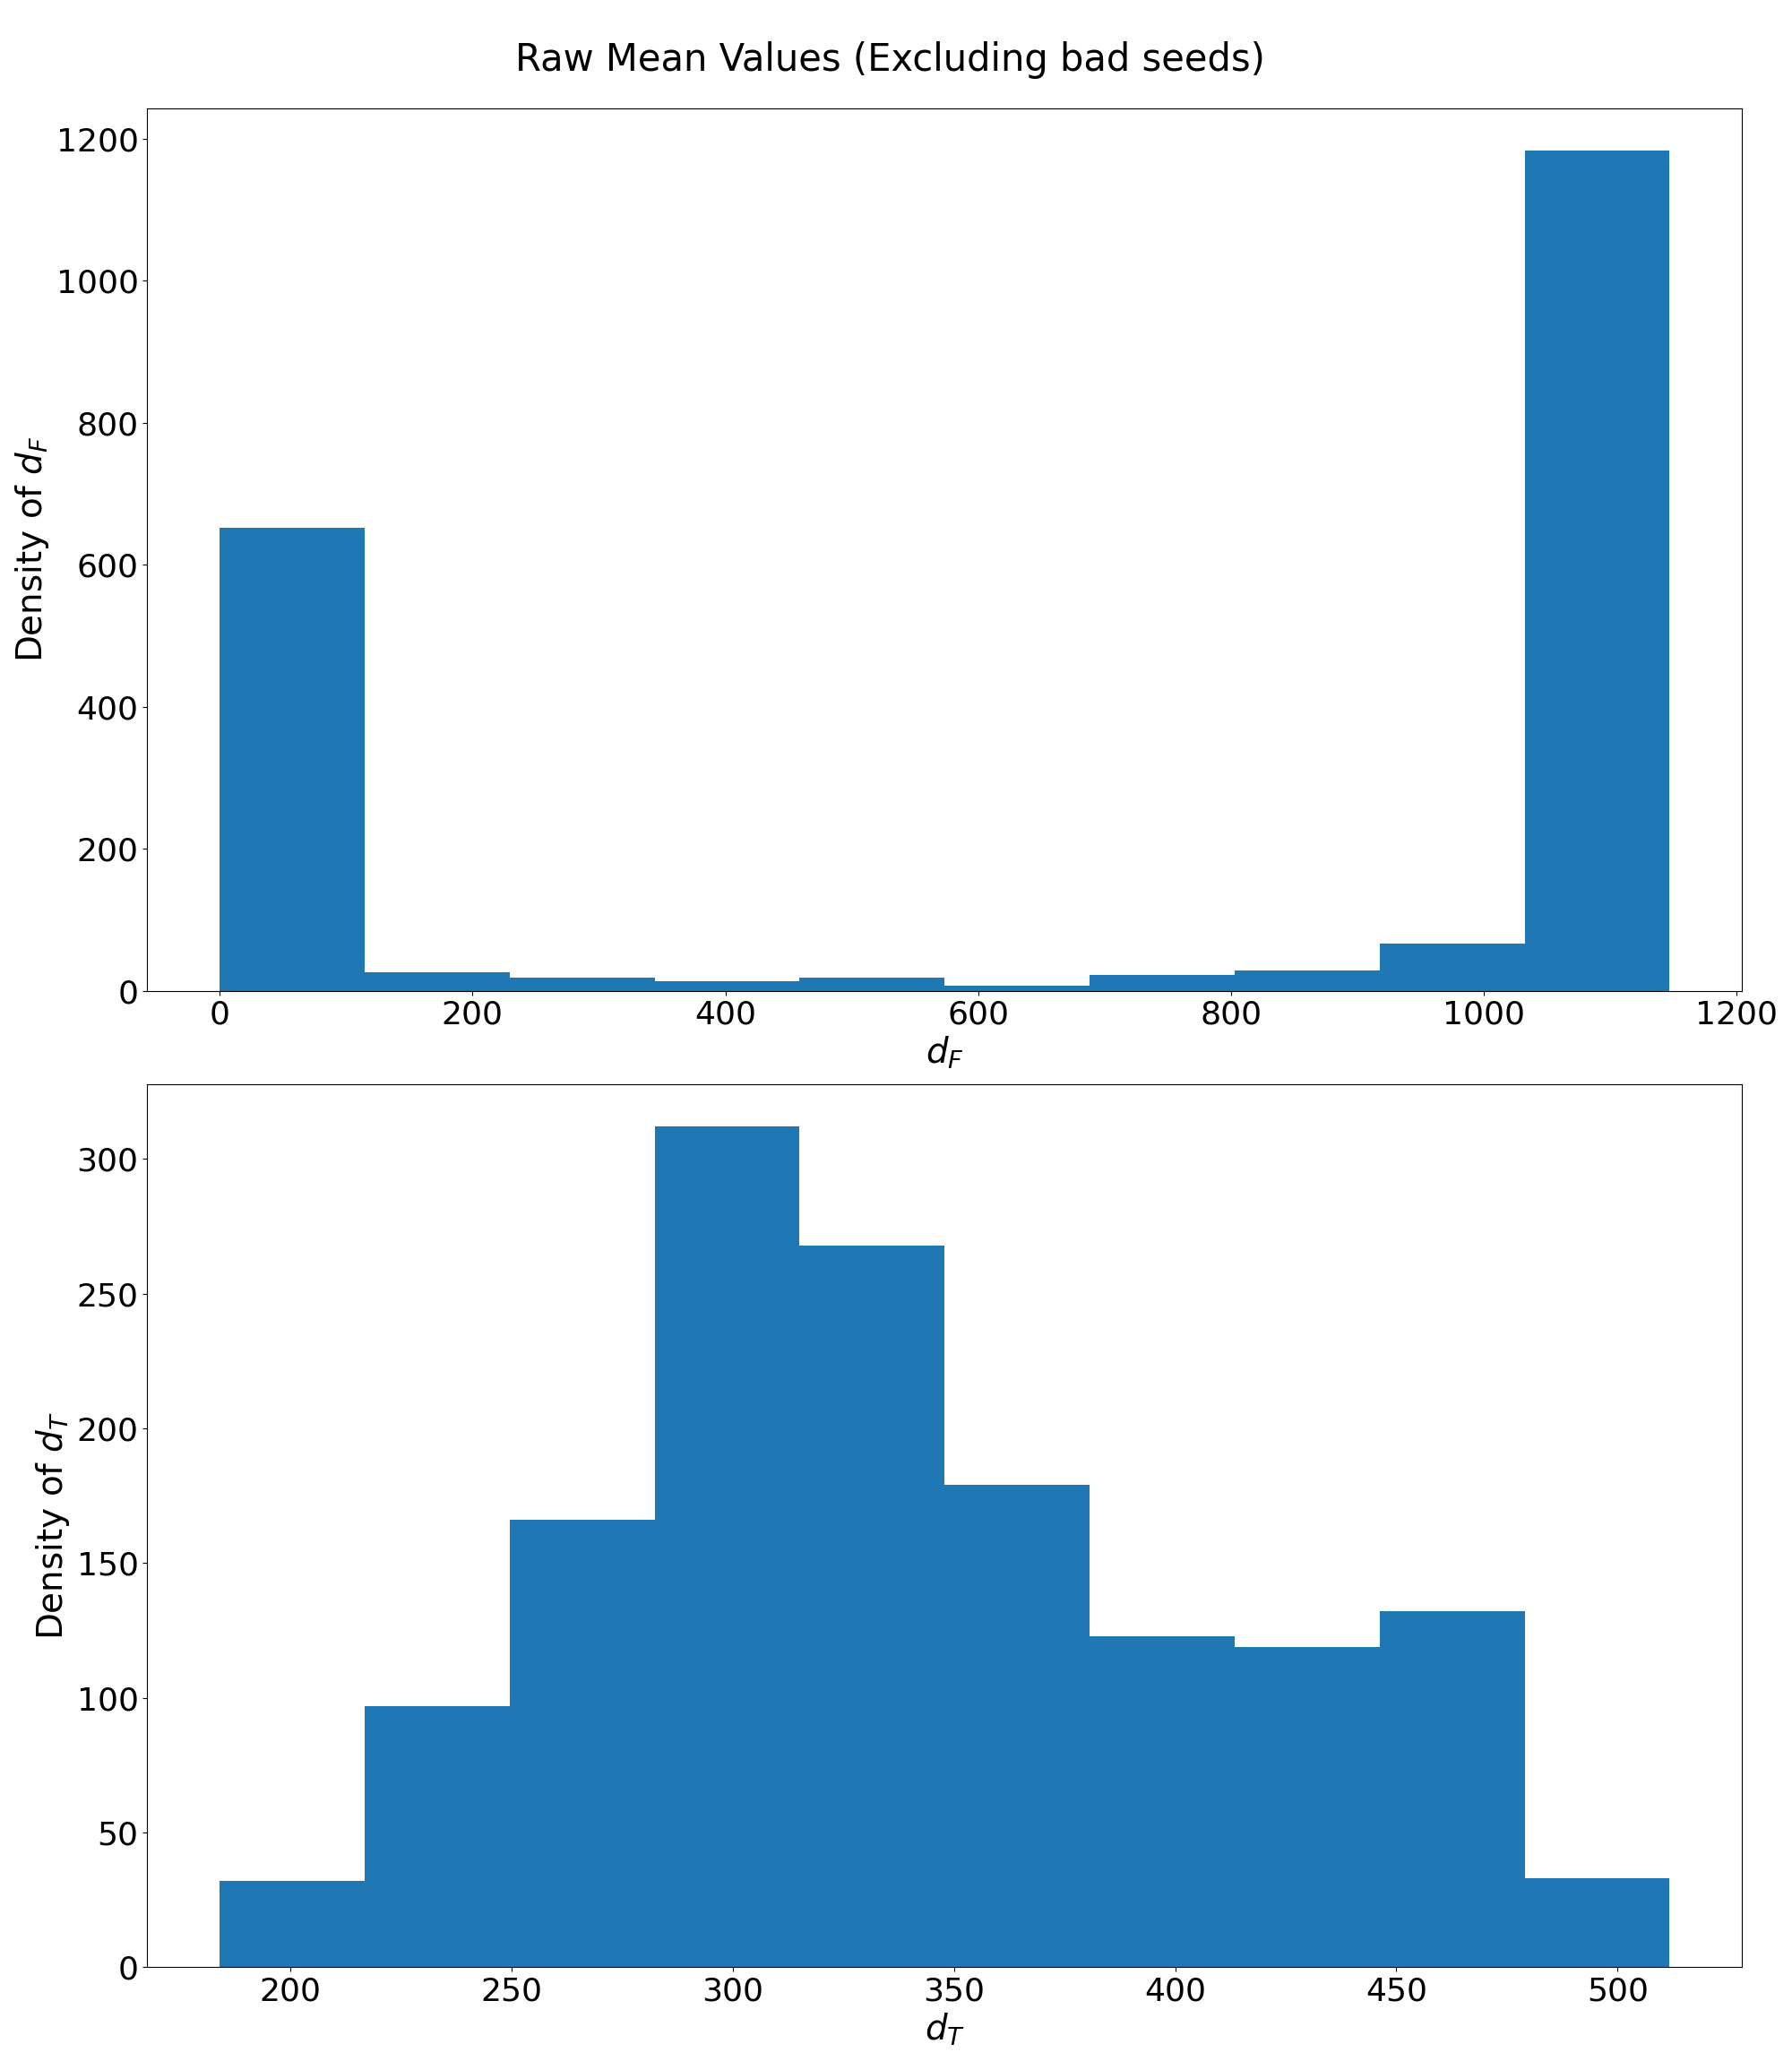 Raw Mean Values (Excluding bad seeds)
1200
1000
800
600
400
200
0
Density of d_F
0 200 400 600 800 1000 1200
d_F
300
250
200
150
100
50
0
Density of d_T
200 250 300 350 400 450 500
d_T